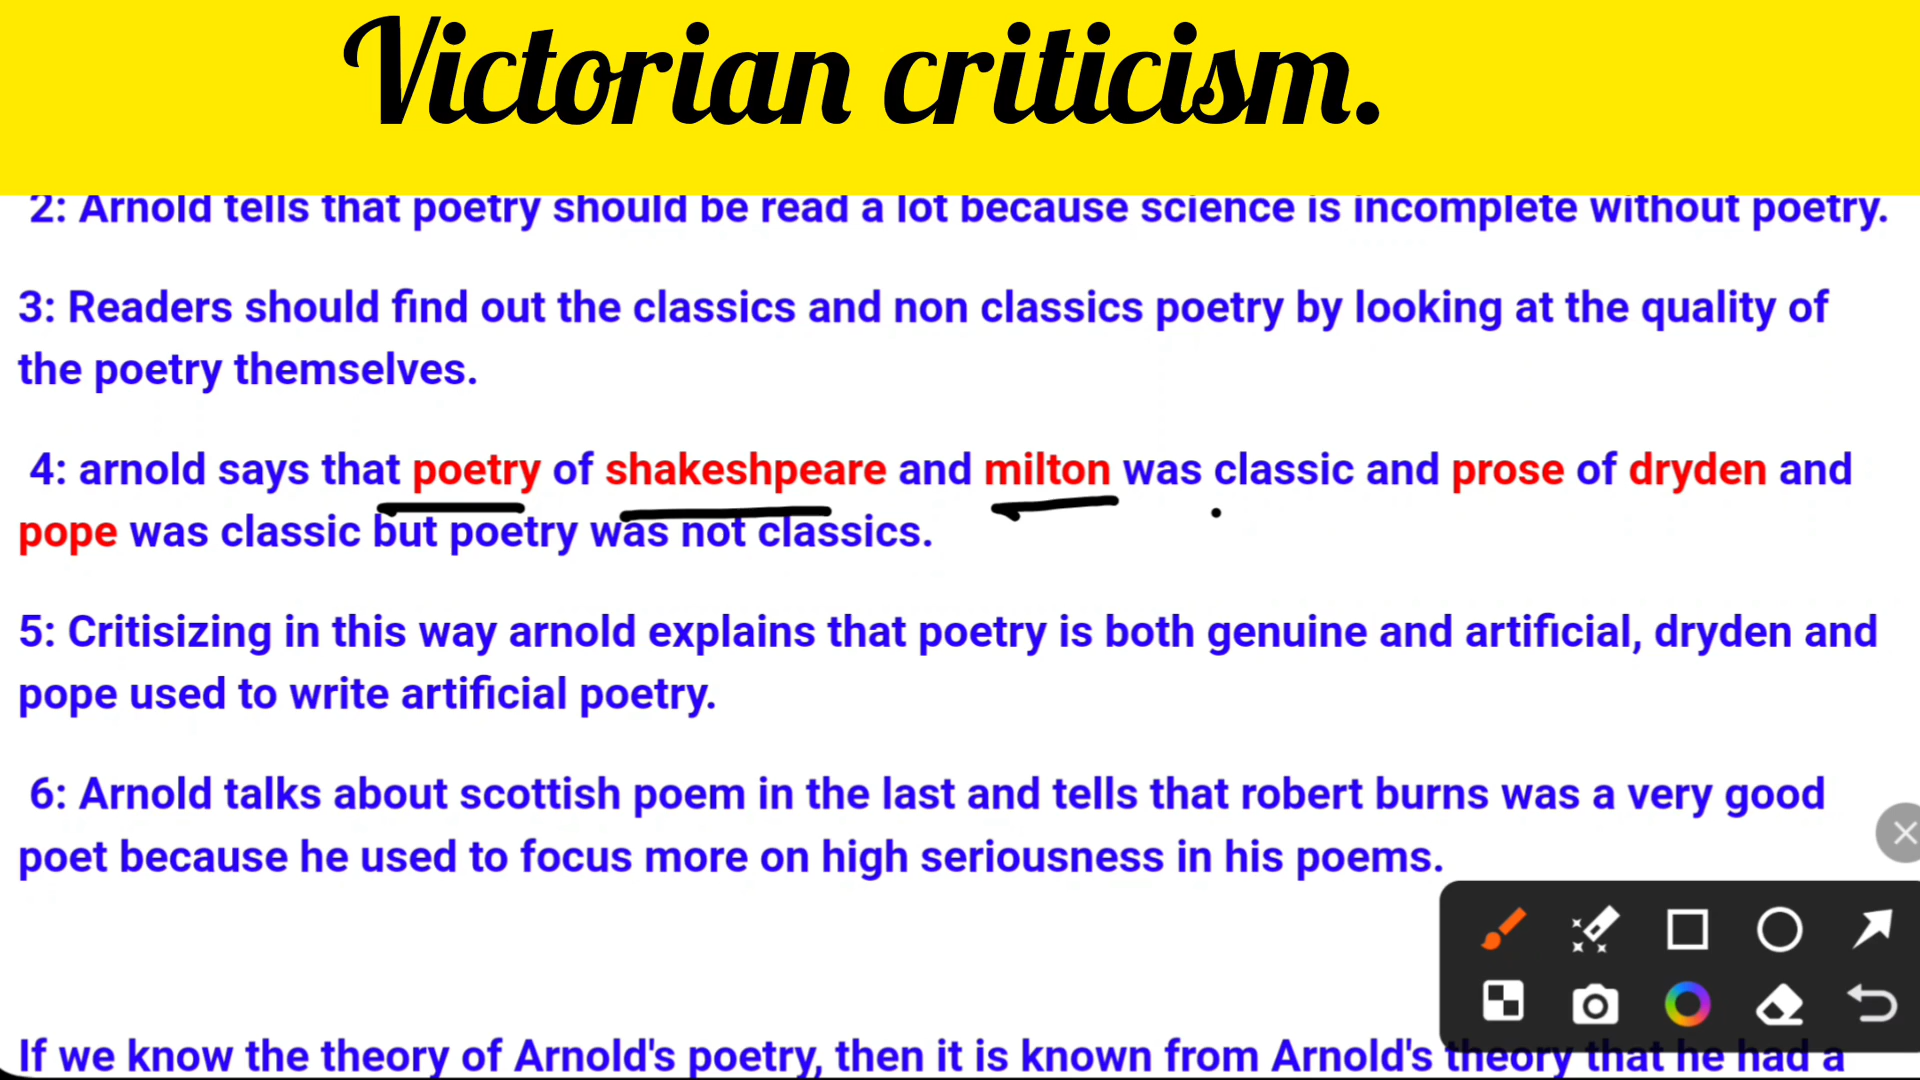 Victorian criticism.
2: Arnold tells that poetry should be read a lot because science is incomplete without poetry.
3: Readers should find out the classics and non classics poetry by looking at the quality of
the poetry themselves.
4: arnold says that poetry of shakeshpeare and milton was classic and prose of dryden and
pope was classic but poetry was not classics.
5: Critisizing in this way arnold explains that poetry is both genuine and artificial, dryden and
pope used to write artificial poetry.
6: Arnold talks about scottish poem in the last and tells that robert burns was a very good
poet because he used to focus more on high seriousness in his poems.
If we know the theory of Arnold's poetry, then it is known from Arnold's theory that he had a